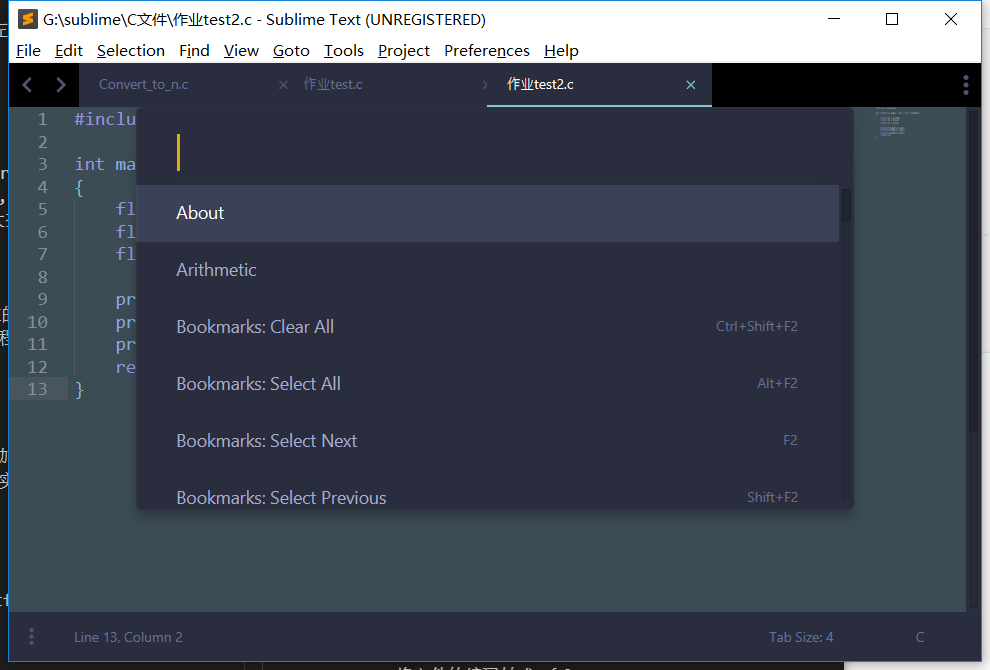 G:\sublime\C文件\作业test2.c - Sublime Text (UNREGISTERED)
File Edit Selection Find View Goto Tools Project Preferences Help
Convert_to_n.c 作业test.c 作业test2.c
1 #inclu
2
3 int ma
4 {
5 fl
6 fl
7 fl
8
9 pr
10 pr
11 pr
12 re
13 }
About
Arithmetic
Bookmarks: Clear All Ctrl+Shift+F2
Bookmarks: Select All Alt+F2
Bookmarks: Select Next F2
Bookmarks: Select Previous Shift+F2
Line 13, Column 2 Tab Size: 4 C